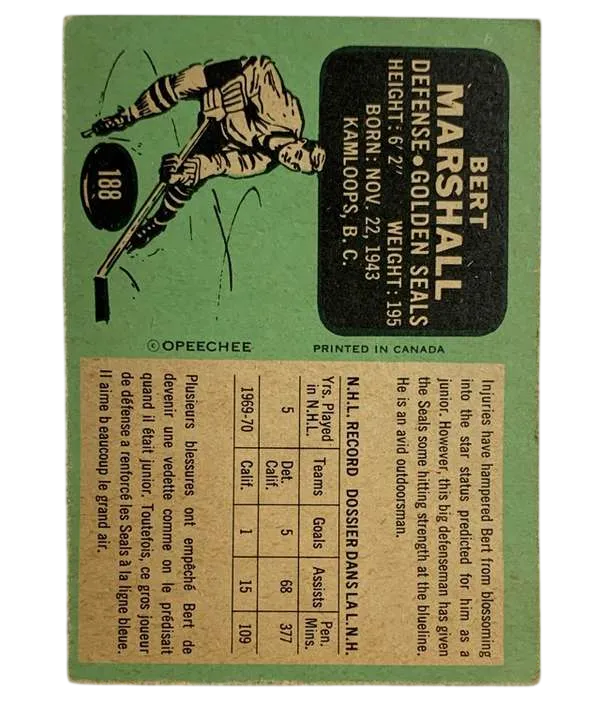 BERT
MARSHALL
DEFENSE • GOLDEN SEALS
HEIGHT: 6' 2" WEIGHT: 195
BORN: NOV. 22, 1943
KAMLOOPS, B. C.
188
© OPEECHEE
PRINTED IN CANADA
Injuries have hampered Bert from blossoming
into the star status predicted for him as a
junior. However, this big defenseman has given
the Seals some hitting strength at the blueline.
He is an avid outdoorsman.
N.H.L. RECORD DOSSIER DANS LA L.N.H.
Yrs. Played in N.H.L. Teams Goals Assists Pen. Mins.
5 Det. Calif. 5 68 377
1969-70 Calif. 1 15 109
Plusieurs blessures ont empêché Bert de
devenir une vedette comme on le prédisait
quand il était junior. Toutefois, ce gros joueur
de défense a renforcé les Seals à la ligne bleue.
Il aime beaucoup le grand air.